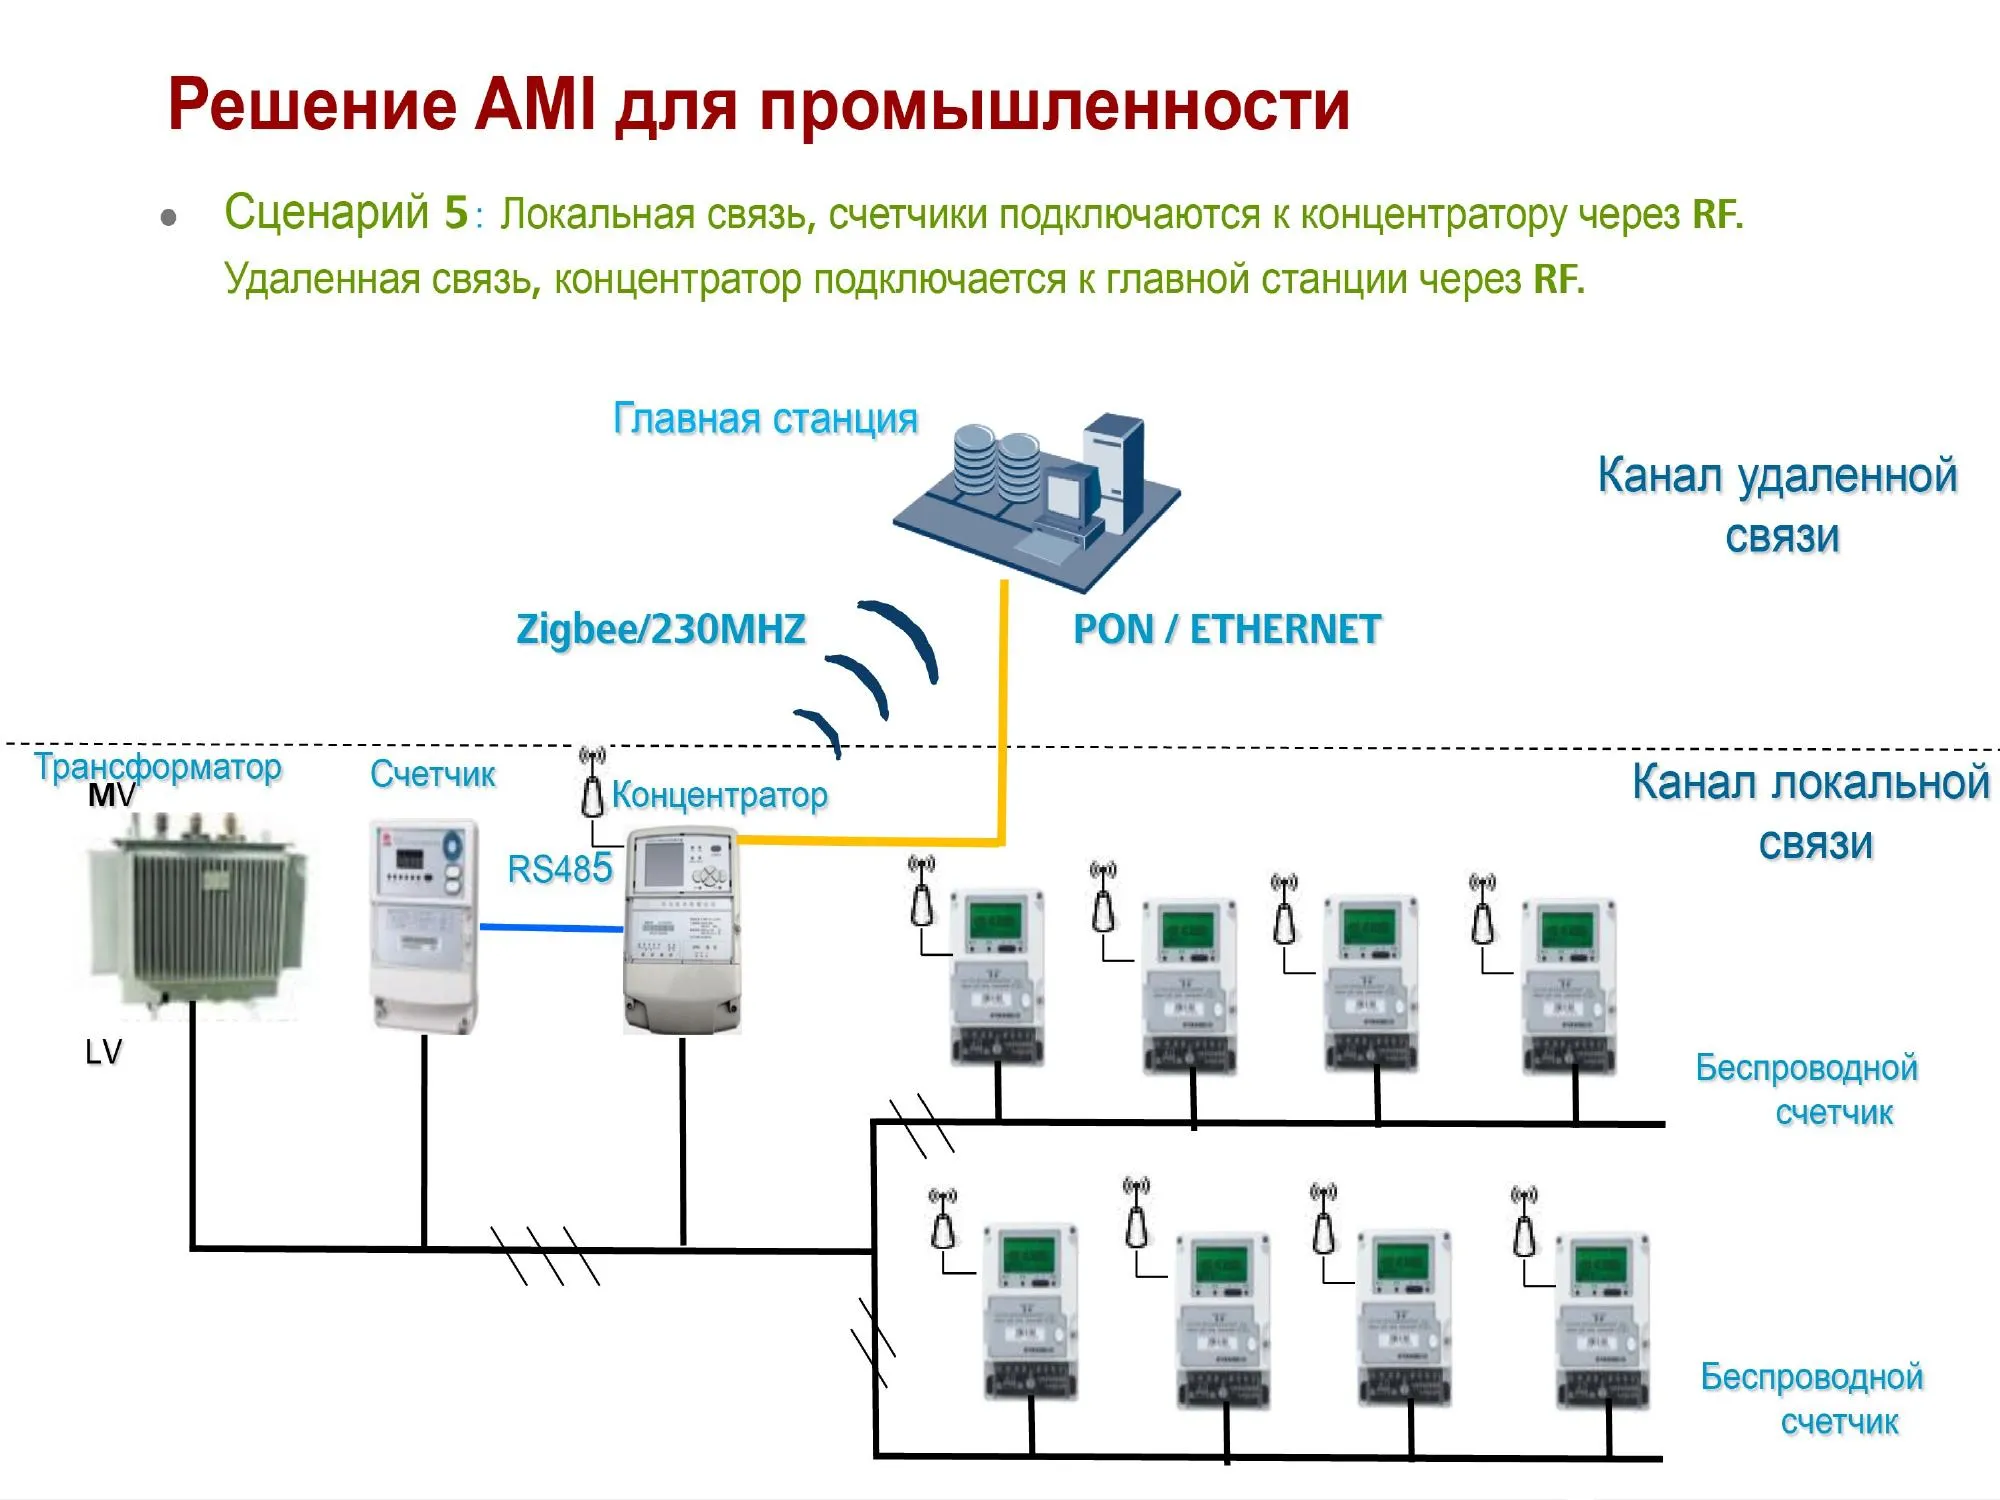 Решение AMI для промышленности
• Сценарий 5: Локальная связь, счетчики подключаются к концентратору через RF.
Удаленная связь, концентратор подключается к главной станции через RF.
Главная станция
Канал удаленной
связи
Zigbee/230MHZ
PON / ETHERNET
Трансформатор
MV
Счетчик
Концентратор
Канал локальной
связи
RS485
LV
Беспроводной
счетчик
Беспроводной
счетчик